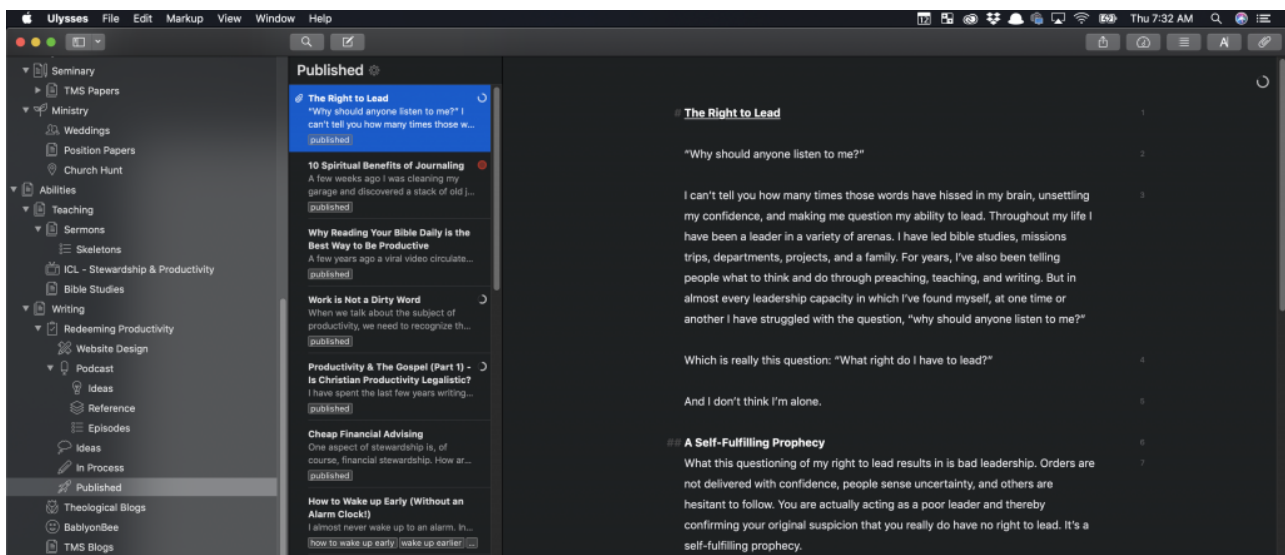 Ulysses File Edit Markup View Window Help
Thu 7:32 AM
Seminary
TMS Papers
Ministry
Weddings
Position Papers
Church Hunt
Abilities
Teaching
Sermons
Skeletons
ICL - Stewardship & Productivity
Bible Studies
Writing
Redeeming Productivity
Website Design
Podcast
Ideas
Reference
Episodes
Ideas
In Process
Published
Theological Blogs
BablyonBee
TMS Blogs
Published
The Right to Lead
"Why should anyone listen to me?" I
can't tell you how many times those w...
published
10 Spiritual Benefits of Journaling
A few weeks ago I was cleaning my
garage and discovered a stack of old j...
published
Why Reading Your Bible Daily is the
Best Way to Be Productive
A few years ago a viral video circulate...
published
Work is Not a Dirty Word
When we talk about the subject of
productivity, we need to recognize th...
published
Productivity & The Gospel (Part 1) -
Is Christian Productivity Legalistic?
I have spent the last few years writing...
published
Cheap Financial Advising
One aspect of stewardship is, of
course, financial stewardship. How ar...
published
How to Wake up Early (Without an
Alarm Clock!)
I almost never wake up to an alarm. In...
how to wake up early wake up earlier ...
# The Right to Lead 1
"Why should anyone listen to me?" 2
I can't tell you how many times those words have hissed in my brain, unsettling 3
my confidence, and making me question my ability to lead. Throughout my life I
have been a leader in a variety of arenas. I have led bible studies, missions
trips, departments, projects, and a family. For years, I've also been telling
people what to think and do through preaching, teaching, and writing. But in
almost every leadership capacity in which I've found myself, at one time or
another I have struggled with the question, "why should anyone listen to me?"
Which is really this question: "What right do I have to lead?" 4
And I don't think I'm alone. 5
## A Self-Fulfilling Prophecy 6
What this questioning of my right to lead results in is bad leadership. Orders are 7
not delivered with confidence, people sense uncertainty, and others are
hesitant to follow. You are actually acting as a poor leader and thereby
confirming your original suspicion that you really do have no right to lead. It's a
self-fulfilling prophecy.